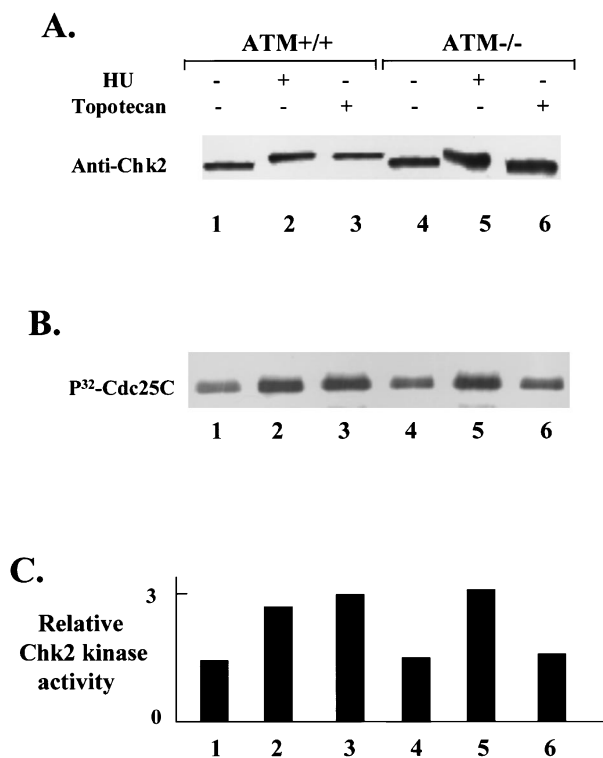 A.
ATM+/+ ATM-/-
HU - + - - + -
Topotecan - - + - - +
Anti-Chk2
1 2 3 4 5 6
B.
P³²-Cdc25C
1 2 3 4 5 6
C.
3
Relative
Chk2 kinase
activity
0
1 2 3 4 5 6